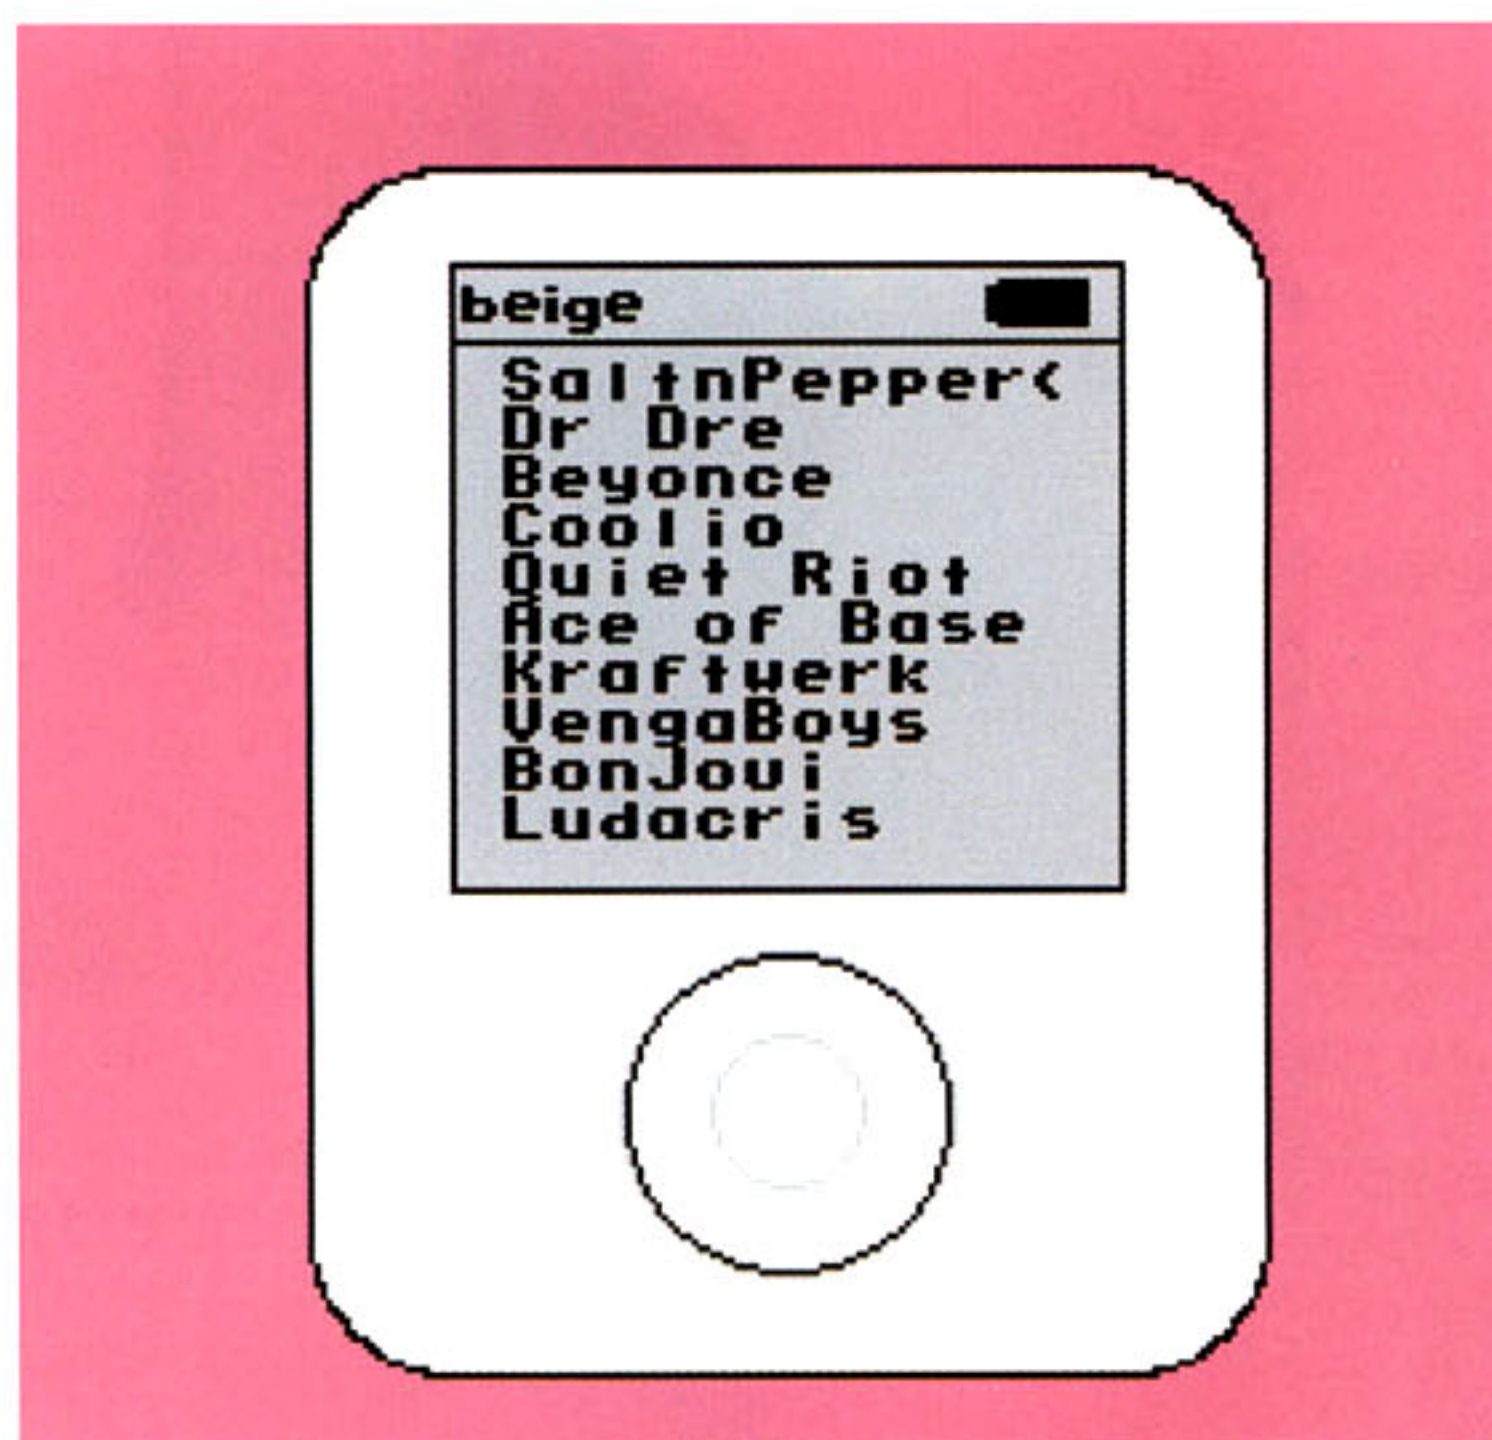 beige
SaltnPepper<
Dr Dre
Beyonce
Coolio
Quiet Riot
Ace of Base
Kraftwerk
VengaBoys
BonJovi
Ludacris